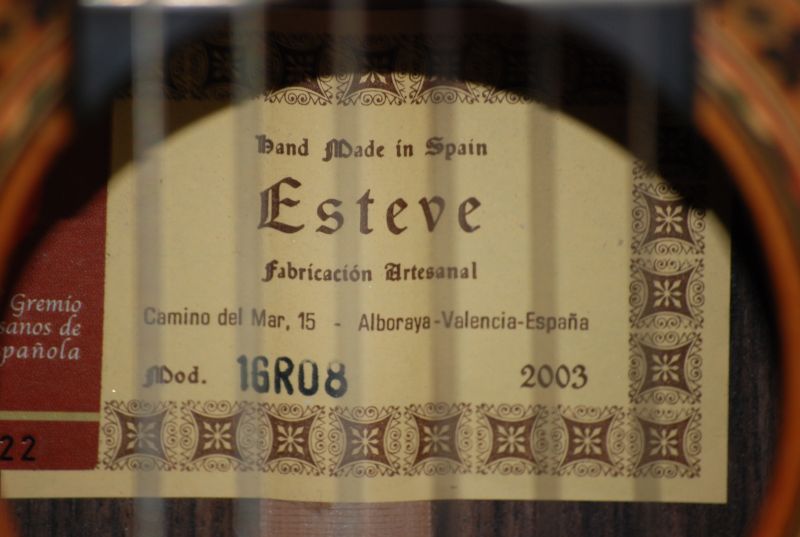 Hand Made in Spain
Esteve
Fabricación Artesanal
Camino del Mar, 15 - Alboraya-Valencia-España
Mod. 16R08 2003
Gremio
sanos de
pañola
22